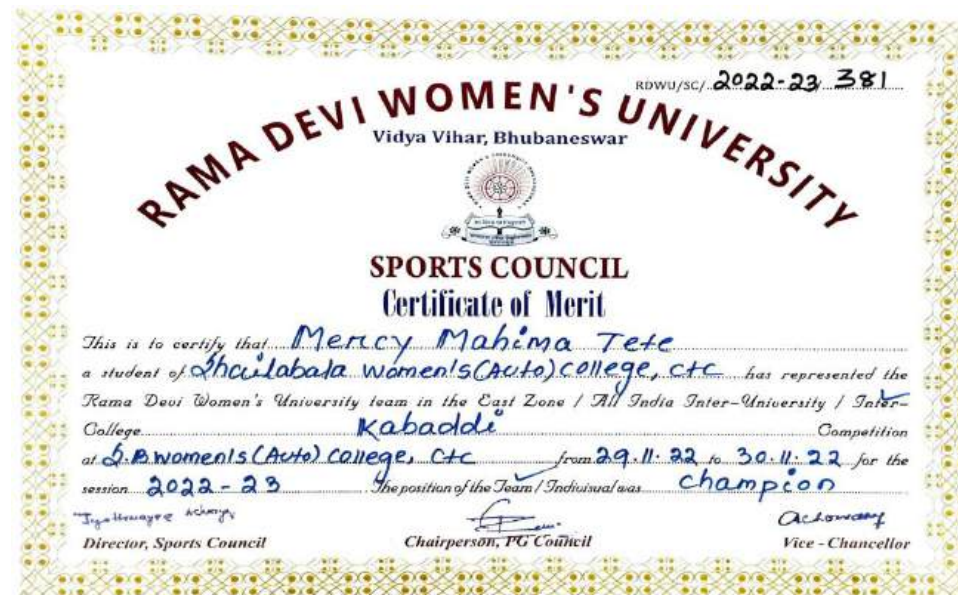 RDWU/SC/ 2022-23/ 381
RAMA DEVI WOMEN'S UNIVERSITY
Vidya Vihar, Bhubaneswar
SPORTS COUNCIL
Certificate of Merit
This is to certify that Mercy Mahima Tete
a student of Shailabala Women's (Auto) College, CTC has represented the
Rama Devi Women's University team in the East Zone / All India Inter-University / Inter-
College Kabaddi Competition
at S.B Women's (Auto) College, CTC from 29.11.22 to 30.11.22 for the
session 2022-23 The position of the Team / Indivisual was Champion
Director, Sports Council Chairperson, PG Council Vice - Chancellor